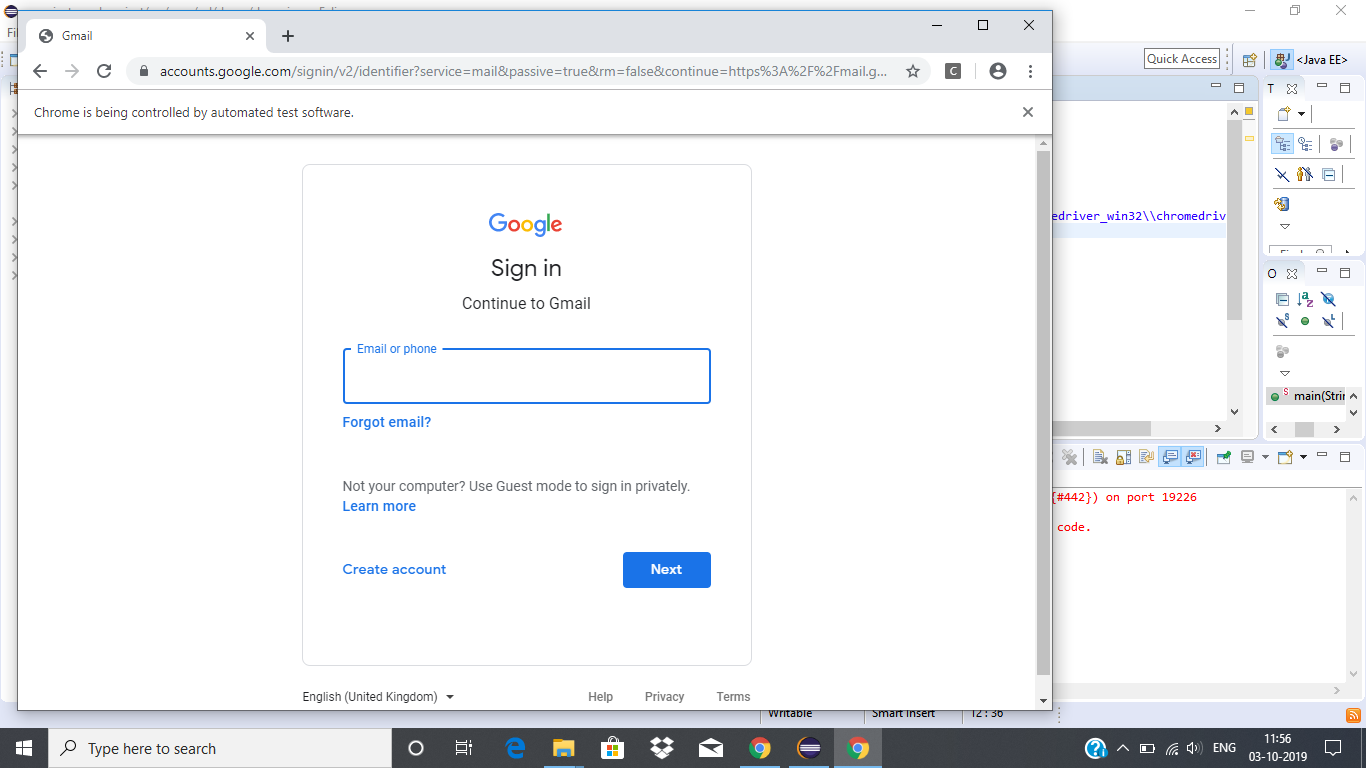 Gmail
accounts.google.com/signin/v2/identifier?service=mail&passive=true&rm=false&continue=https%3A%2F%2Fmail.g...
C
Chrome is being controlled by automated test software.
Google
Sign in
Continue to Gmail
Email or phone
Forgot email?
Not your computer? Use Guest mode to sign in privately.
Learn more
Create account
Next
English (United Kingdom)
Help
Privacy
Terms
Quick Access
<Java EE>
T
edriver_win32\\chromedriv
O
main(Strin
{#442}) on port 19226
code.
Writable
Smart Insert
12 : 36
Type here to search
ENG
11:56
03-10-2019